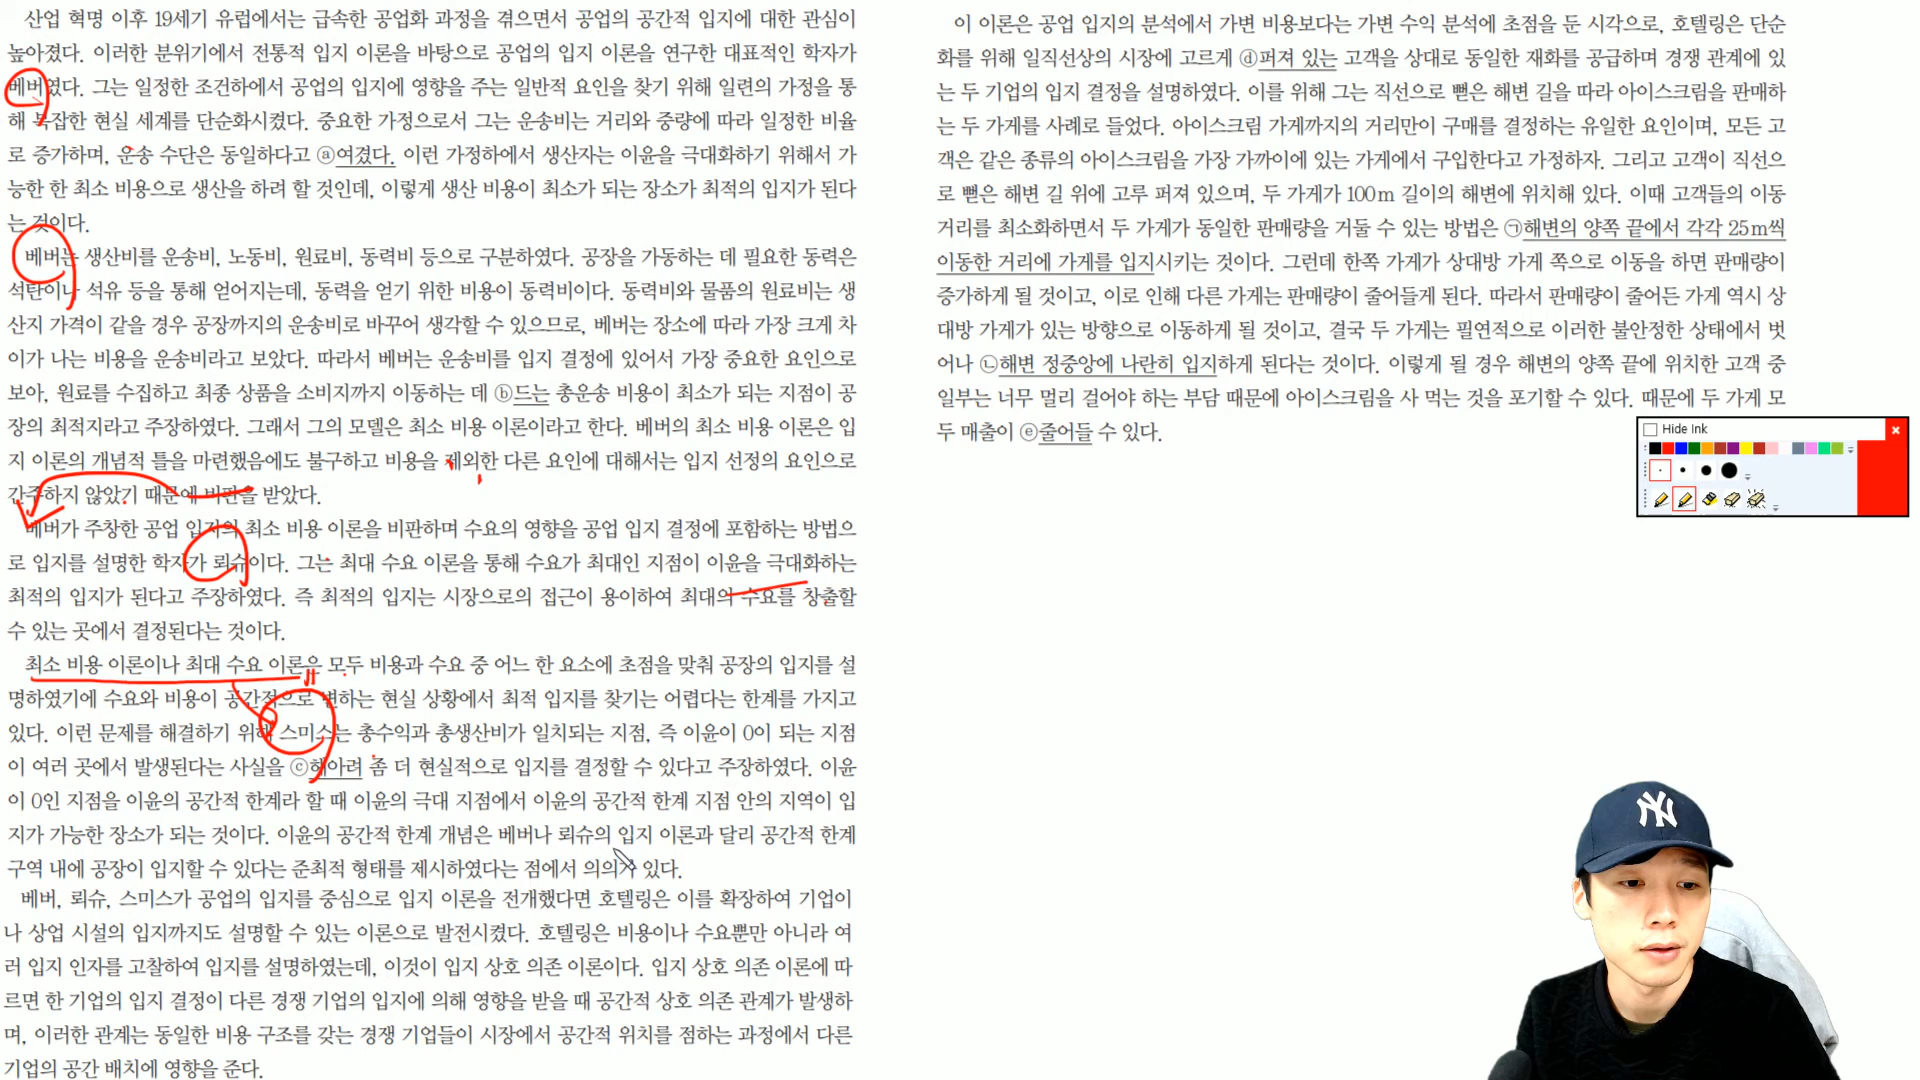 산업 혁명 이후 19세기 유럽에서는 급속한 공업화 과정을 겪으면서 공업의 공간적 입지에 대한 관심이
높아졌다. 이러한 분위기에서 전통적 입지 이론을 바탕으로 공업의 입지 이론을 연구한 대표적인 학자가
베버였다. 그는 일정한 조건하에서 공업의 입지에 영향을 주는 일반적 요인을 찾기 위해 일련의 가정을 통
해 복잡한 현실 세계를 단순화시켰다. 중요한 가정으로서 그는 운송비는 거리와 중량에 따라 일정한 비율
로 증가하며, 운송 수단은 동일하다고 ⓐ여겼다. 이런 가정하에서 생산자는 이윤을 극대화하기 위해서 가
능한 한 최소 비용으로 생산을 하려 할 것인데, 이렇게 생산 비용이 최소가 되는 장소가 최적의 입지가 된다
는 것이다.
베버는 생산비를 운송비, 노동비, 원료비, 동력비 등으로 구분하였다. 공장을 가동하는 데 필요한 동력은
석탄이나 석유 등을 통해 얻어지는데, 동력을 얻기 위한 비용이 동력비이다. 동력비와 물품의 원료비는 생
산지 가격이 같을 경우 공장까지의 운송비로 바꾸어 생각할 수 있으므로, 베버는 장소에 따라 가장 크게 차
이가 나는 비용을 운송비라고 보았다. 따라서 베버는 운송비를 입지 결정에 있어서 가장 중요한 요인으로
보아, 원료를 수집하고 최종 상품을 소비지까지 이동하는 데 ⓑ드는 총운송 비용이 최소가 되는 지점이 공
장의 최적지라고 주장하였다. 그래서 그의 모델은 최소 비용 이론이라고 한다. 베버의 최소 비용 이론은 입
지 이론의 개념적 틀을 마련했음에도 불구하고 비용을 제외한 다른 요인에 대해서는 입지 선정의 요인으로
간주하지 않았기 때문에 비판을 받았다.
베버가 주창한 공업 입지의 최소 비용 이론을 비판하며 수요의 영향을 공업 입지 결정에 포함하는 방법으
로 입지를 설명한 학자가 뢰슈이다. 그는 최대 수요 이론을 통해 수요가 최대인 지점이 이윤을 극대화하는
최적의 입지가 된다고 주장하였다. 즉 최적의 입지는 시장으로의 접근이 용이하여 최대의 수요를 창출할
수 있는 곳에서 결정된다는 것이다.
최소 비용 이론이나 최대 수요 이론은 모두 비용과 수요 중 어느 한 요소에 초점을 맞춰 공장의 입지를 설
명하였기에 수요와 비용이 공간적으로 변하는 현실 상황에서 최적 입지를 찾기는 어렵다는 한계를 가지고
있다. 이런 문제를 해결하기 위해 스미스는 총수익과 총생산비가 일치되는 지점, 즉 이윤이 0이 되는 지점
이 여러 곳에서 발생된다는 사실을 ⓒ헤아려 좀 더 현실적으로 입지를 결정할 수 있다고 주장하였다. 이윤
이 0인 지점을 이윤의 공간적 한계라 할 때 이윤의 극대 지점에서 이윤의 공간적 한계 지점 안의 지역이 입
지가 가능한 장소가 되는 것이다. 이윤의 공간적 한계 개념은 베버나 뢰슈의 입지 이론과 달리 공간적 한계
구역 내에 공장이 입지할 수 있다는 준최적 형태를 제시하였다는 점에서 의의가 있다.
베버, 뢰슈, 스미스가 공업의 입지를 중심으로 입지 이론을 전개했다면 호텔링은 이를 확장하여 기업이
나 상업 시설의 입지까지도 설명할 수 있는 이론으로 발전시켰다. 호텔링은 비용이나 수요뿐만 아니라 여
러 입지 인자를 고찰하여 입지를 설명하였는데, 이것이 입지 상호 의존 이론이다. 입지 상호 의존 이론에 따
르면 한 기업의 입지 결정이 다른 경쟁 기업의 입지에 의해 영향을 받을 때 공간적 상호 의존 관계가 발생하
며, 이러한 관계는 동일한 비용 구조를 갖는 경쟁 기업들이 시장에서 공간적 위치를 점하는 과정에서 다른
기업의 공간 배치에 영향을 준다.
이 이론은 공업 입지의 분석에서 가변 비용보다는 가변 수익 분석에 초점을 둔 시각으로, 호텔링은 단순
화를 위해 일직선상의 시장에 고르게 ⓓ퍼져 있는 고객을 상대로 동일한 재화를 공급하며 경쟁 관계에 있
는 두 기업의 입지 결정을 설명하였다. 이를 위해 그는 직선으로 뻗은 해변 길을 따라 아이스크림을 판매하
는 두 가게를 사례로 들었다. 아이스크림 가게까지의 거리만이 구매를 결정하는 유일한 요인이며, 모든 고
객은 같은 종류의 아이스크림을 가장 가까이에 있는 가게에서 구입한다고 가정하자. 그리고 고객이 직선으
로 뻗은 해변 길 위에 고루 퍼져 있으며, 두 가게가 100m 길이의 해변에 위치해 있다. 이때 고객들의 이동
거리를 최소화하면서 두 가게가 동일한 판매량을 거둘 수 있는 방법은 ㉠해변의 양쪽 끝에서 각각 25m씩
이동한 거리에 가게를 입지시키는 것이다. 그런데 한쪽 가게가 상대방 가게 쪽으로 이동을 하면 판매량이
증가하게 될 것이고, 이로 인해 다른 가게는 판매량이 줄어들게 된다. 따라서 판매량이 줄어든 가게 역시 상
대방 가게가 있는 방향으로 이동하게 될 것이고, 결국 두 가게는 필연적으로 이러한 불안정한 상태에서 벗
어나 ㉡해변 정중앙에 나란히 입지하게 된다는 것이다. 이렇게 될 경우 해변의 양쪽 끝에 위치한 고객 중
일부는 너무 멀리 걸어야 하는 부담 때문에 아이스크림을 사 먹는 것을 포기할 수 있다. 때문에 두 가게 모
두 매출이 ⓔ줄어들 수 있다.
Hide Ink
NY